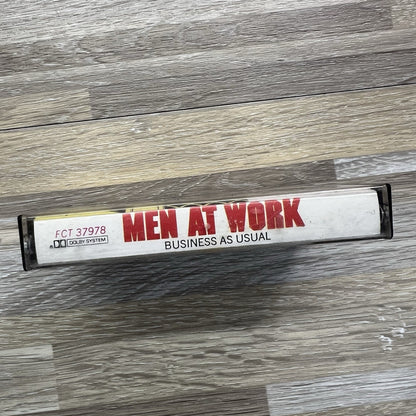 FCT 37978
DOLBY SYSTEM
MEN AT WORK
BUSINESS AS USUAL